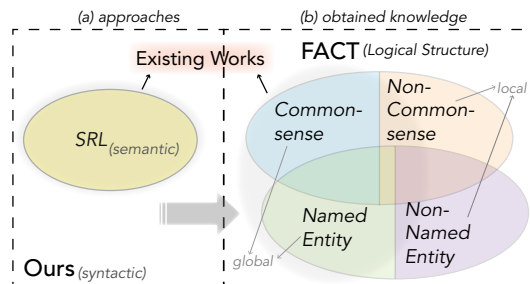 (a) approaches
(b) obtained knowledge
Existing Works
FACT (Logical Structure)
SRL (semantic)
Common-
sense
Non-
Common-
sense
local
Named
Entity
Non-
Named
Entity
global
Ours (syntactic)